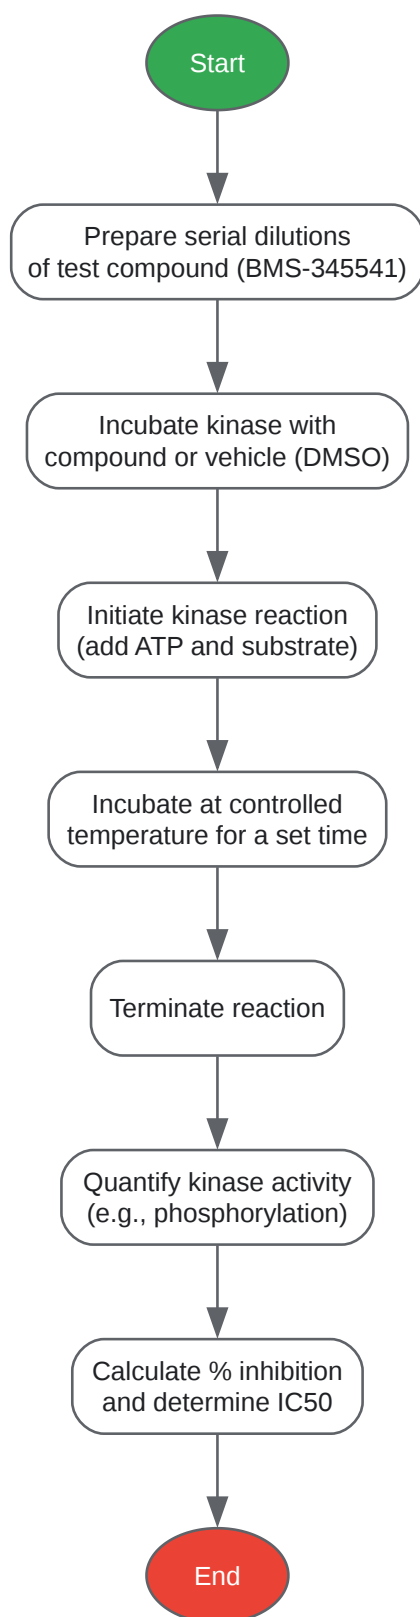 Start
Prepare serial dilutions
of test compound (BMS-345541)
Incubate kinase with
compound or vehicle (DMSO)
Initiate kinase reaction
(add ATP and substrate)
Incubate at controlled
temperature for a set time
Terminate reaction
Quantify kinase activity
(e.g., phosphorylation)
Calculate % inhibition
and determine IC50
End